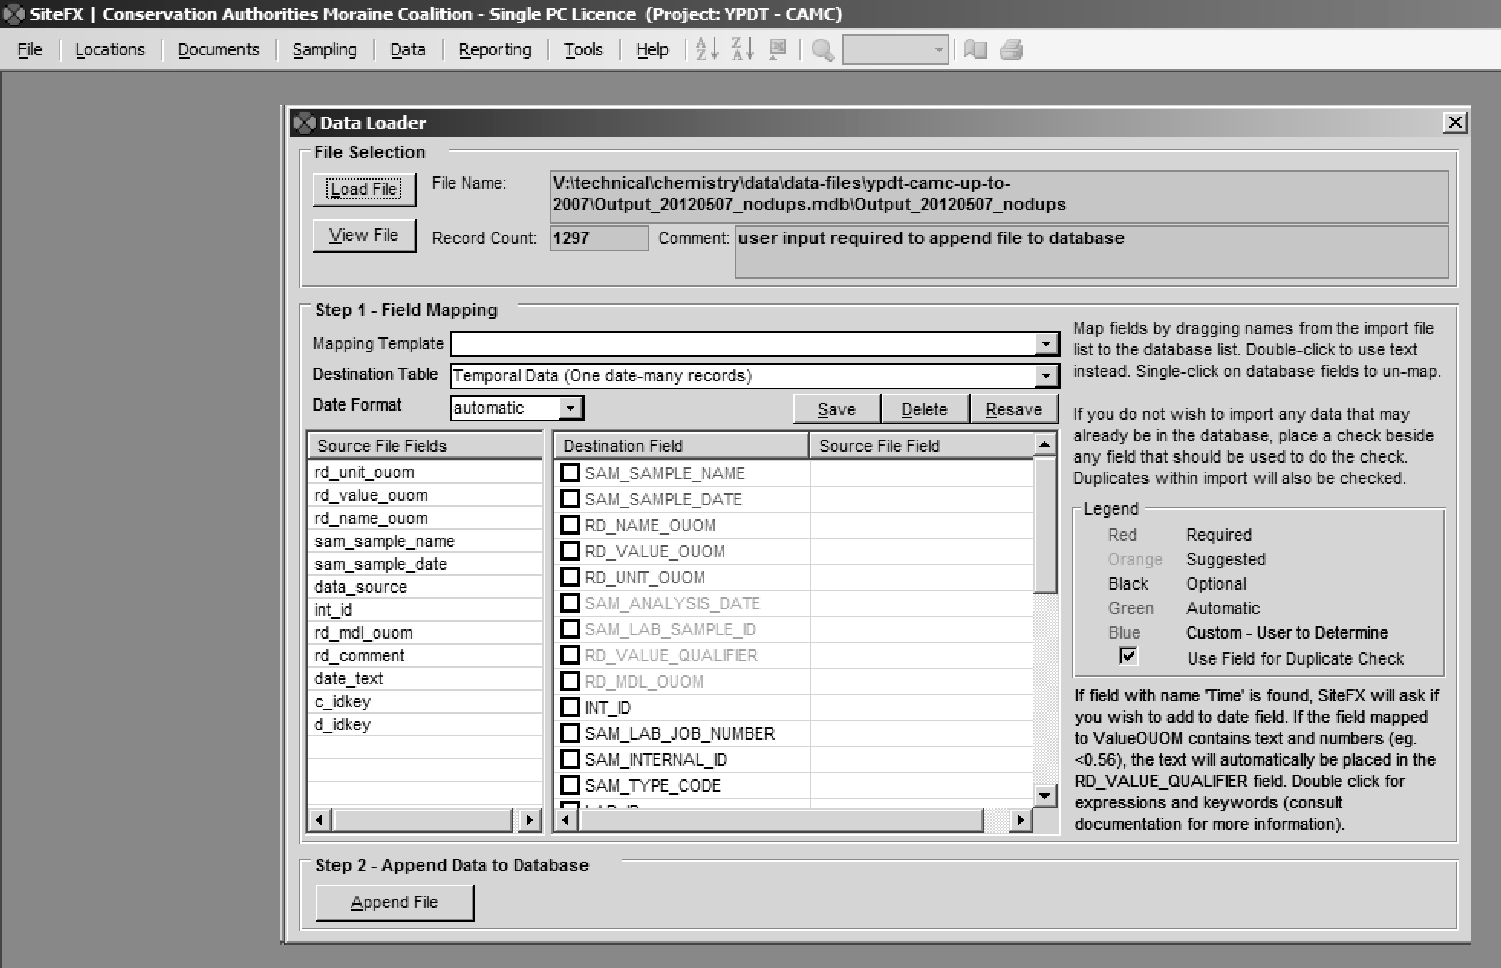 SiteFX | Conservation Authorities Moraine Coalition - Single PC Licence (Project: YPDT - CAMC)
File Locations Documents Sampling Data Reporting Tools Help
Data Loader
File Selection
Load File
File Name:
V:\technical\chemistry\data\data-files\ypdt-camc-up-to-
2007\Output_20120507_nodups.mdb\Output_20120507_nodups
View File
Record Count: 1297 Comment: user input required to append file to database
Step 1 - Field Mapping
Mapping Template
Destination Table Temporal Data (One date-many records)
Date Format automatic Save Delete Resave
Source File Fields
rd_unit_ouom
rd_value_ouom
rd_name_ouom
sam_sample_name
sam_sample_date
data_source
int_id
rd_mdl_ouom
rd_comment
date_text
c_idkey
d_idkey
Destination Field Source File Field
SAM_SAMPLE_NAME
SAM_SAMPLE_DATE
RD_NAME_OUOM
RD_VALUE_OUOM
RD_UNIT_OUOM
SAM_ANALYSIS_DATE
SAM_LAB_SAMPLE_ID
RD_VALUE_QUALIFIER
RD_MDL_OUOM
INT_ID
SAM_LAB_JOB_NUMBER
SAM_INTERNAL_ID
SAM_TYPE_CODE
Map fields by dragging names from the import file
list to the database list. Double-click to use text
instead. Single-click on database fields to un-map.
If you do not wish to import any data that may
already be in the database, place a check beside
any field that should be used to do the check.
Duplicates within import will also be checked.
Legend
Red Required
Orange Suggested
Black Optional
Green Automatic
Blue Custom - User to Determine
Use Field for Duplicate Check
If field with name 'Time' is found, SiteFX will ask if
you wish to add to date field. If the field mapped
to ValueOUOM contains text and numbers (eg.
<0.56), the text will automatically be placed in the
RD_VALUE_QUALIFIER field. Double click for
expressions and keywords (consult
documentation for more information).
Step 2 - Append Data to Database
Append File